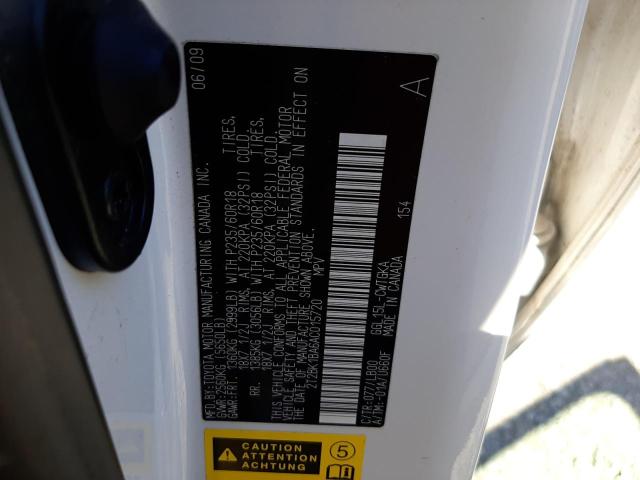 MFD.BY:TOYOTA MOTOR MANUFACTURING CANADA INC. 06/09
GVWR:2560KG(5650LB)
GAWR:FRT. 1360KG (2999LB) WITH P235/60R18 TIRES,
18X7 1/2J RIMS, AT 220KPA (32PSI) COLD.
RR. 1385KG (3056LB) WITH P235/60R18 TIRES,
18X7 1/2J RIMS, AT 220KPA (32PSI) COLD.
THIS VEHICLE CONFORMS TO ALL APPLICABLE FEDERAL MOTOR
VEHICLE SAFETY AND THEFT PREVENTION STANDARDS IN EFFECT ON
THE DATE OF MANUFACTURE SHOWN ABOVE.
2T2BK1BA6AC015720 MPV
A
154
C/TR:077/LB00 GGL15L-CWTGKA
A/TM:-01A/U660F MADE IN CANADA
CAUTION
ATTENTION
ACHTUNG
5